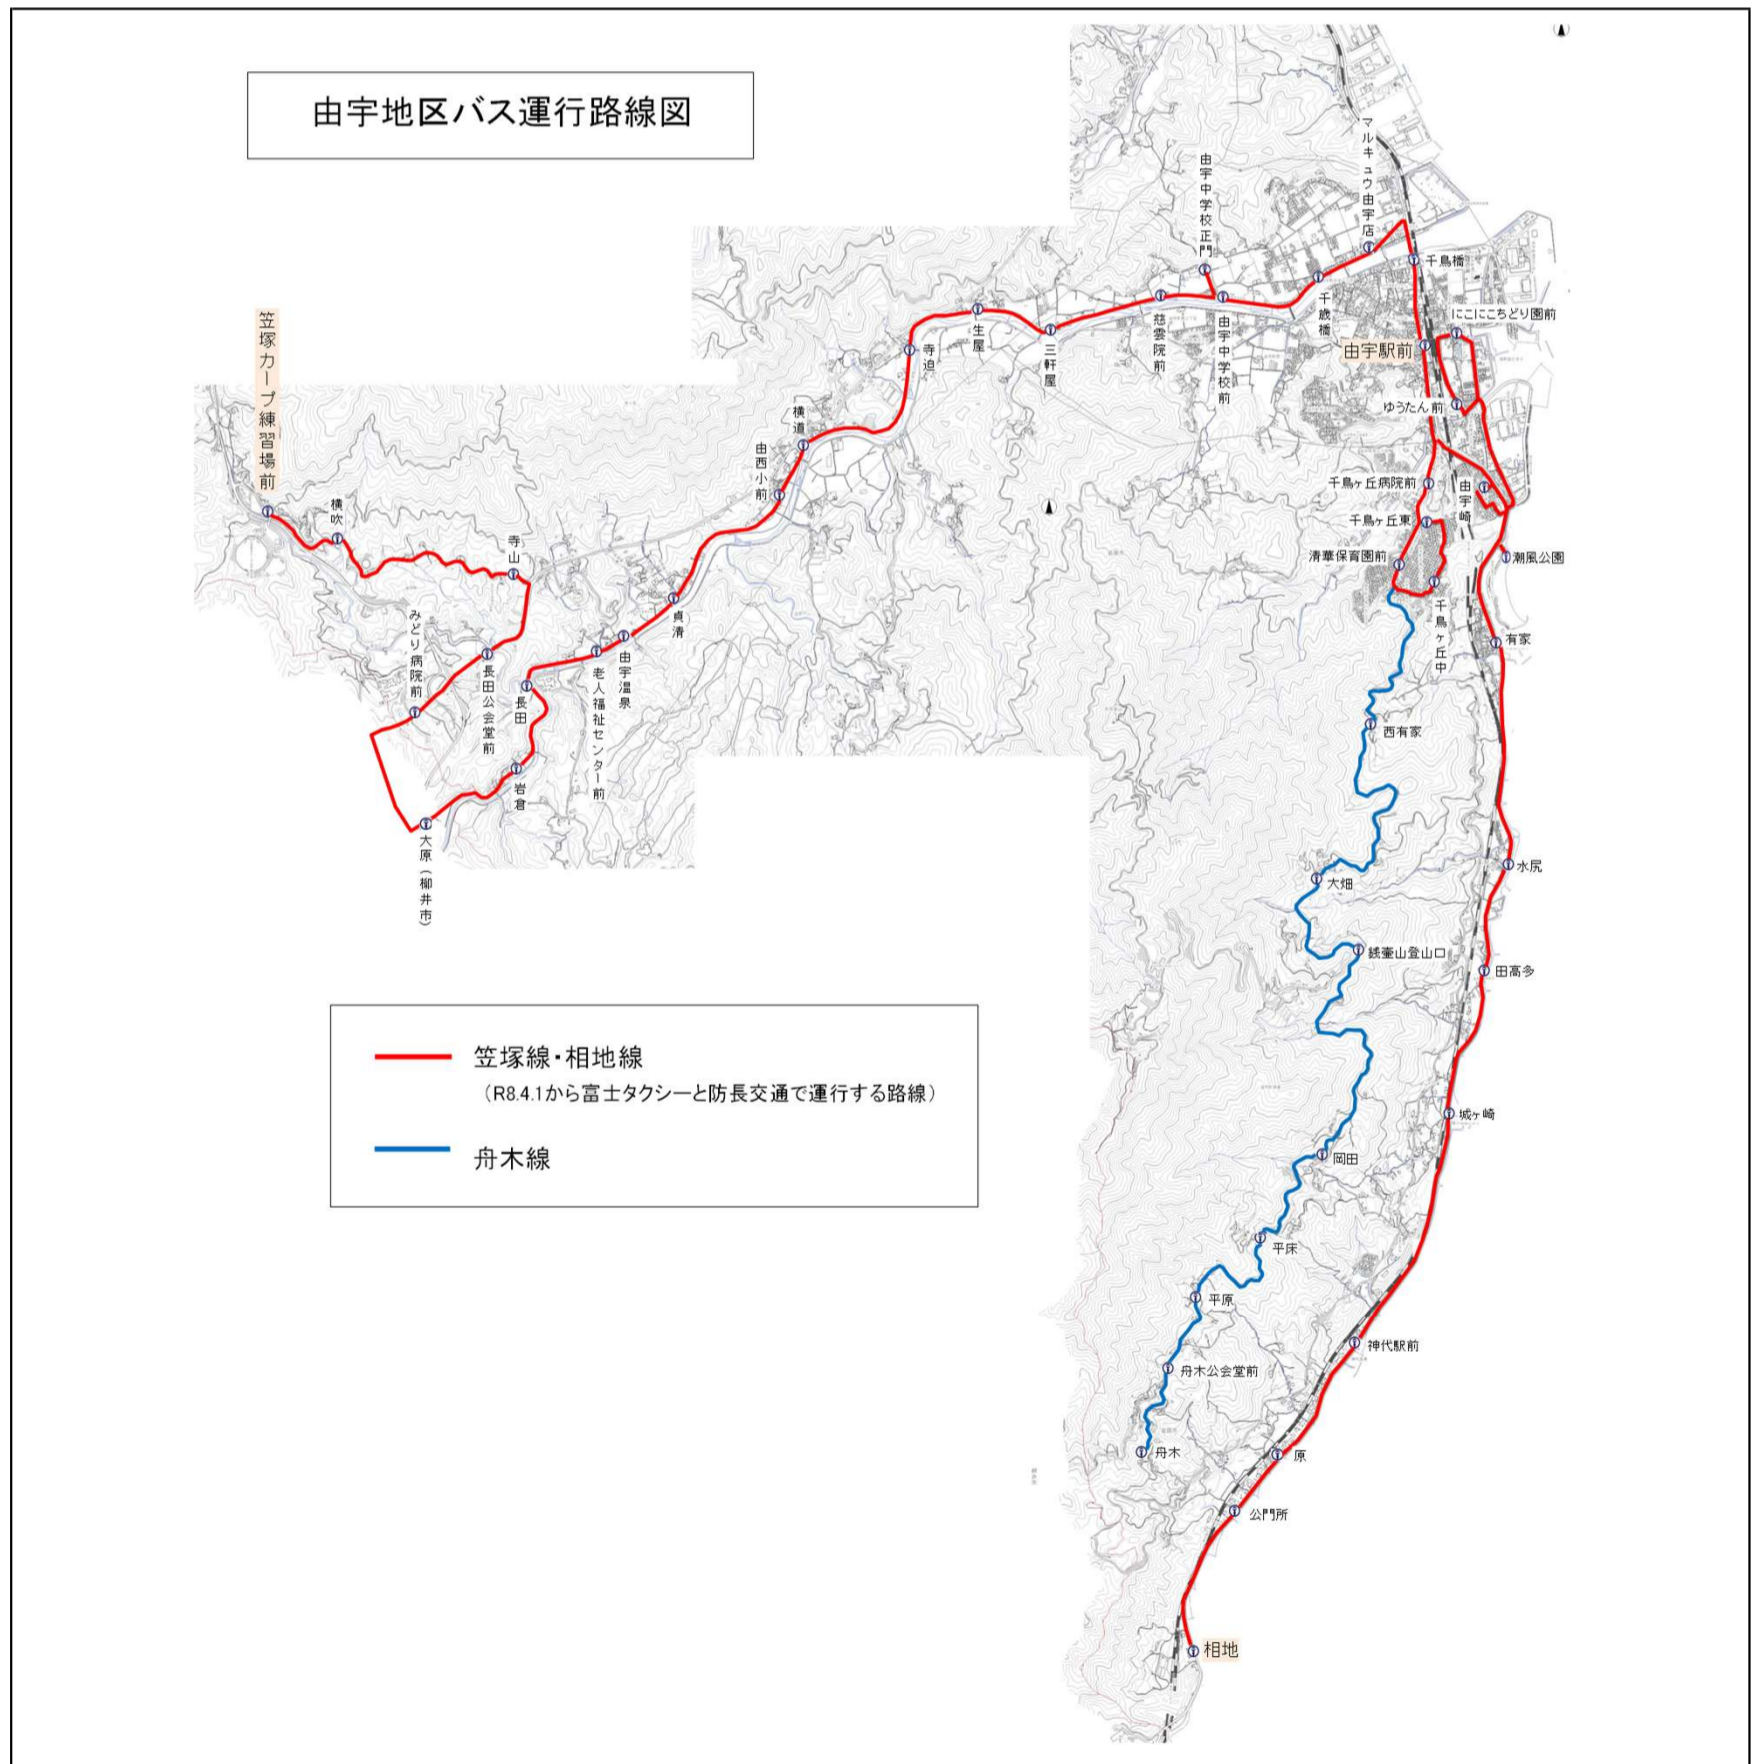 由宇地区バス運行路線図
マルキュウ由宇店
由宇中学校正門
千鳥橋
千歳橋
にこにこちどり園前
由宇駅前
由宇中学校前
慈雲院前
三軒屋
生屋
寺迫
笠塚カープ練習場前
横道
由西小前
ゆうたん前
千鳥ヶ丘病院前
由宇崎
千鳥ヶ丘東
清華保育園前
潮風公園
横吹
寺山
貞清
みどり病院前
長田公会堂前
長田
老人福祉センター前
由宇温泉
千鳥ヶ丘中
有家
西有家
岩倉
大原(柳井市)
水尻
大畑
銭壷山登山口
田高多
笠塚線・相地線
（R8.4.1から富士タクシーと防長交通で運行する路線）
舟木線
城ヶ崎
岡田
平床
平原
神代駅前
舟木公会堂前
舟木
原
公門所
相地